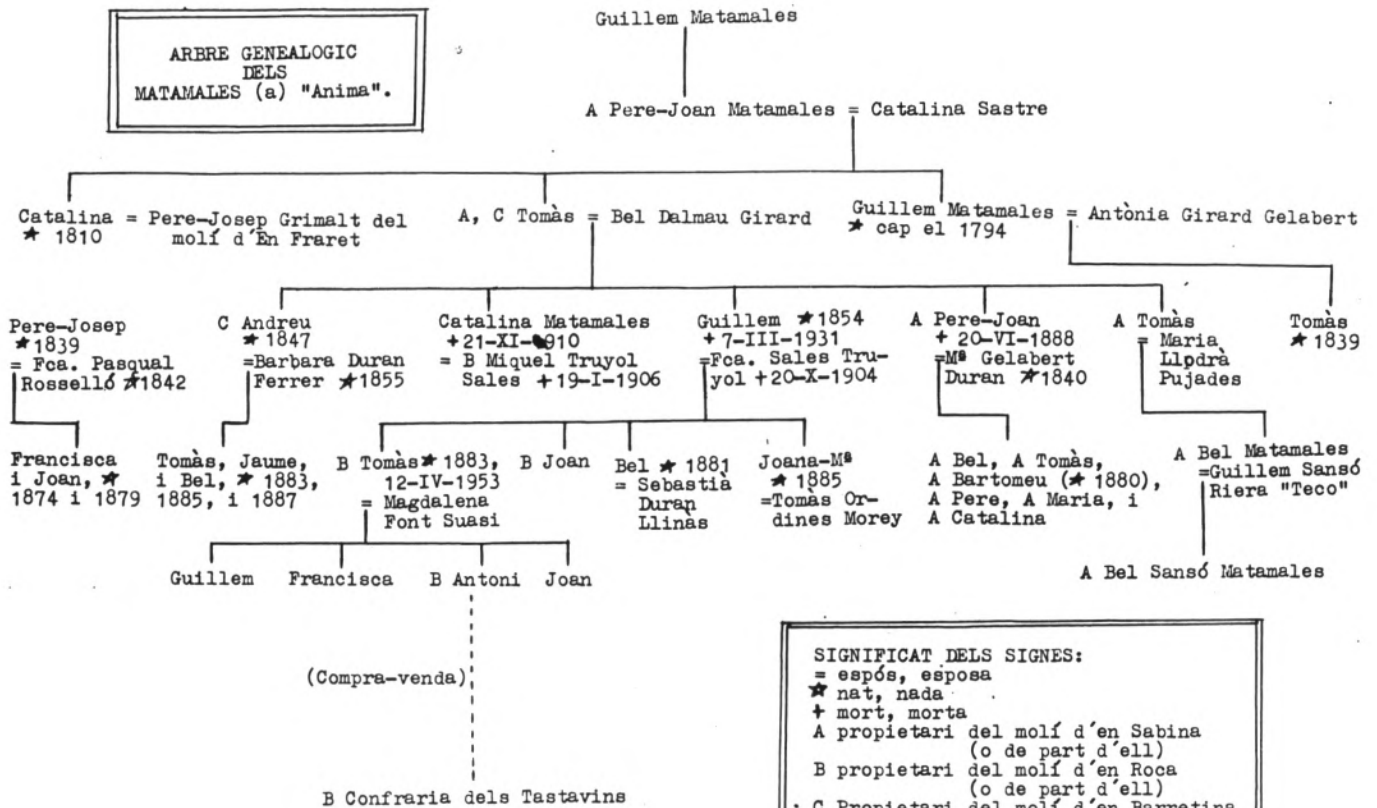 ARBRE GENEALOGIC
DELS
MATAMALES (a) "Anima".
Guillem Matamales
A Pere-Joan Matamales = Catalina Sastre
Catalina = Pere-Josep Grimalt del
★ 1810 molí d'En Fraret
A, C Tomàs = Bel Dalmau Girard
Guillem Matamales = Antònia Girard Gelabert
★ cap el 1794
Pere-Josep
★1839
= Fca. Pasqual
Rosselló ★1842
C Andreu
★ 1847
=Barbara Duran
Ferrer ★1855
Catalina Matamales
+21-XI-1910
= B Miquel Truyol
Sales +19-I-1906
Guillem ★1854
+ 7-III-1931
=Fca. Sales Tru-
yol +20-X-1904
A Pere-Joan
+ 20-VI-1888
=Mª Gelabert
Duran ★1840
A Tomàs
= Maria
Llodrà
Pujades
Tomàs
★ 1839
Francisca
i Joan, ★
1874 i 1879
Tomàs, Jaume,
i Bel, ★ 1883,
1885, i 1887
B Tomàs★ 1883,
12-IV-1953
= Magdalena
Font Suasi
B Joan
Bel ★ 1881
= Sebastià
Duran
Llinàs
Joana-Mª
★ 1885
=Tomàs Or-
dines Morey
A Bel, A Tomàs,
A Bartomeu (★ 1880),
A Pere, A Maria, i
A Catalina
A Bel Matamales
=Guillem Sansó
Riera "Teco"
Guillem Francisca B Antoni Joan
A Bel Sansó Matamales
(Compra-venda)
B Confraria dels Tastavins
SIGNIFICAT DELS SIGNES:
= espós, esposa
★ nat, nada
+ mort, morta
A propietari del molí d'en Sabina
(o de part d'ell)
B propietari del molí d'en Roca
(o de part d'ell)
C Propietari del molí d'en Barretina